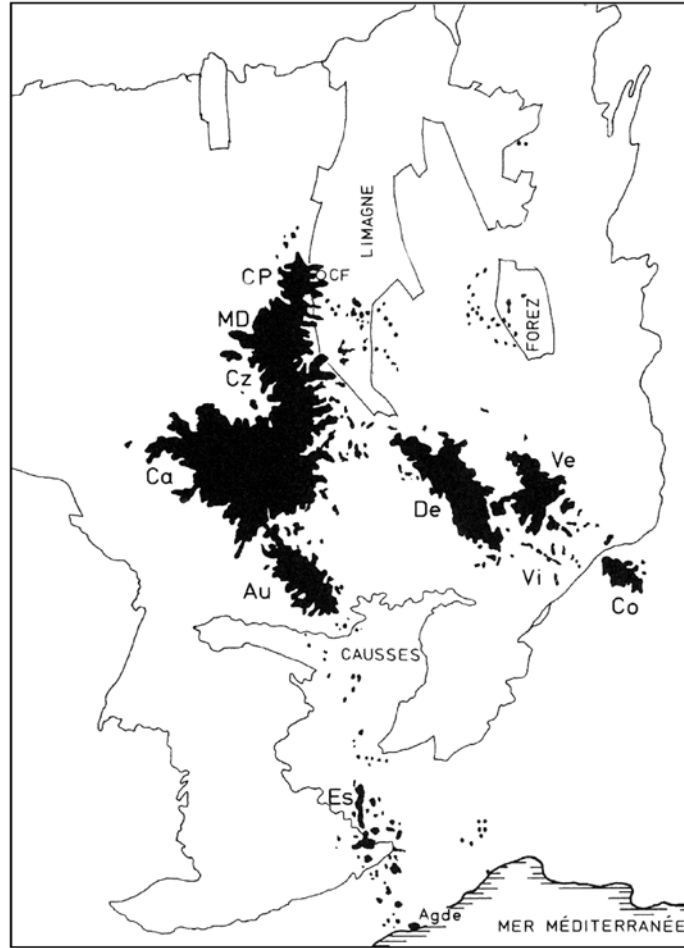 LIMAGNE
CP
CF
MD
FOREZ
Cz
Ca
Ve
De
Vi
Au
Co
CAUSSES
Es
Agde
MER MÉDITERRANÉE